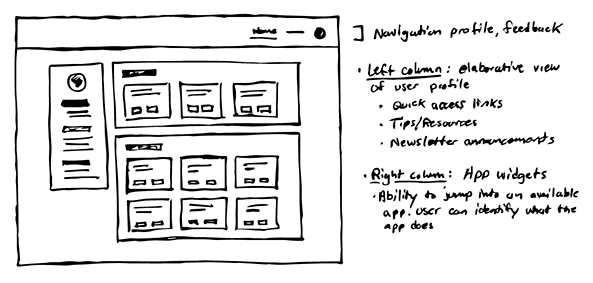 Home
Navigation profile, feedback
• Left column: elaborative view
of user profile
• Quick access links
• Tips/Resources
• Newsletter announcements
• Right column: App widgets
• Ability to jump into an available
app. user can identify what the
app does